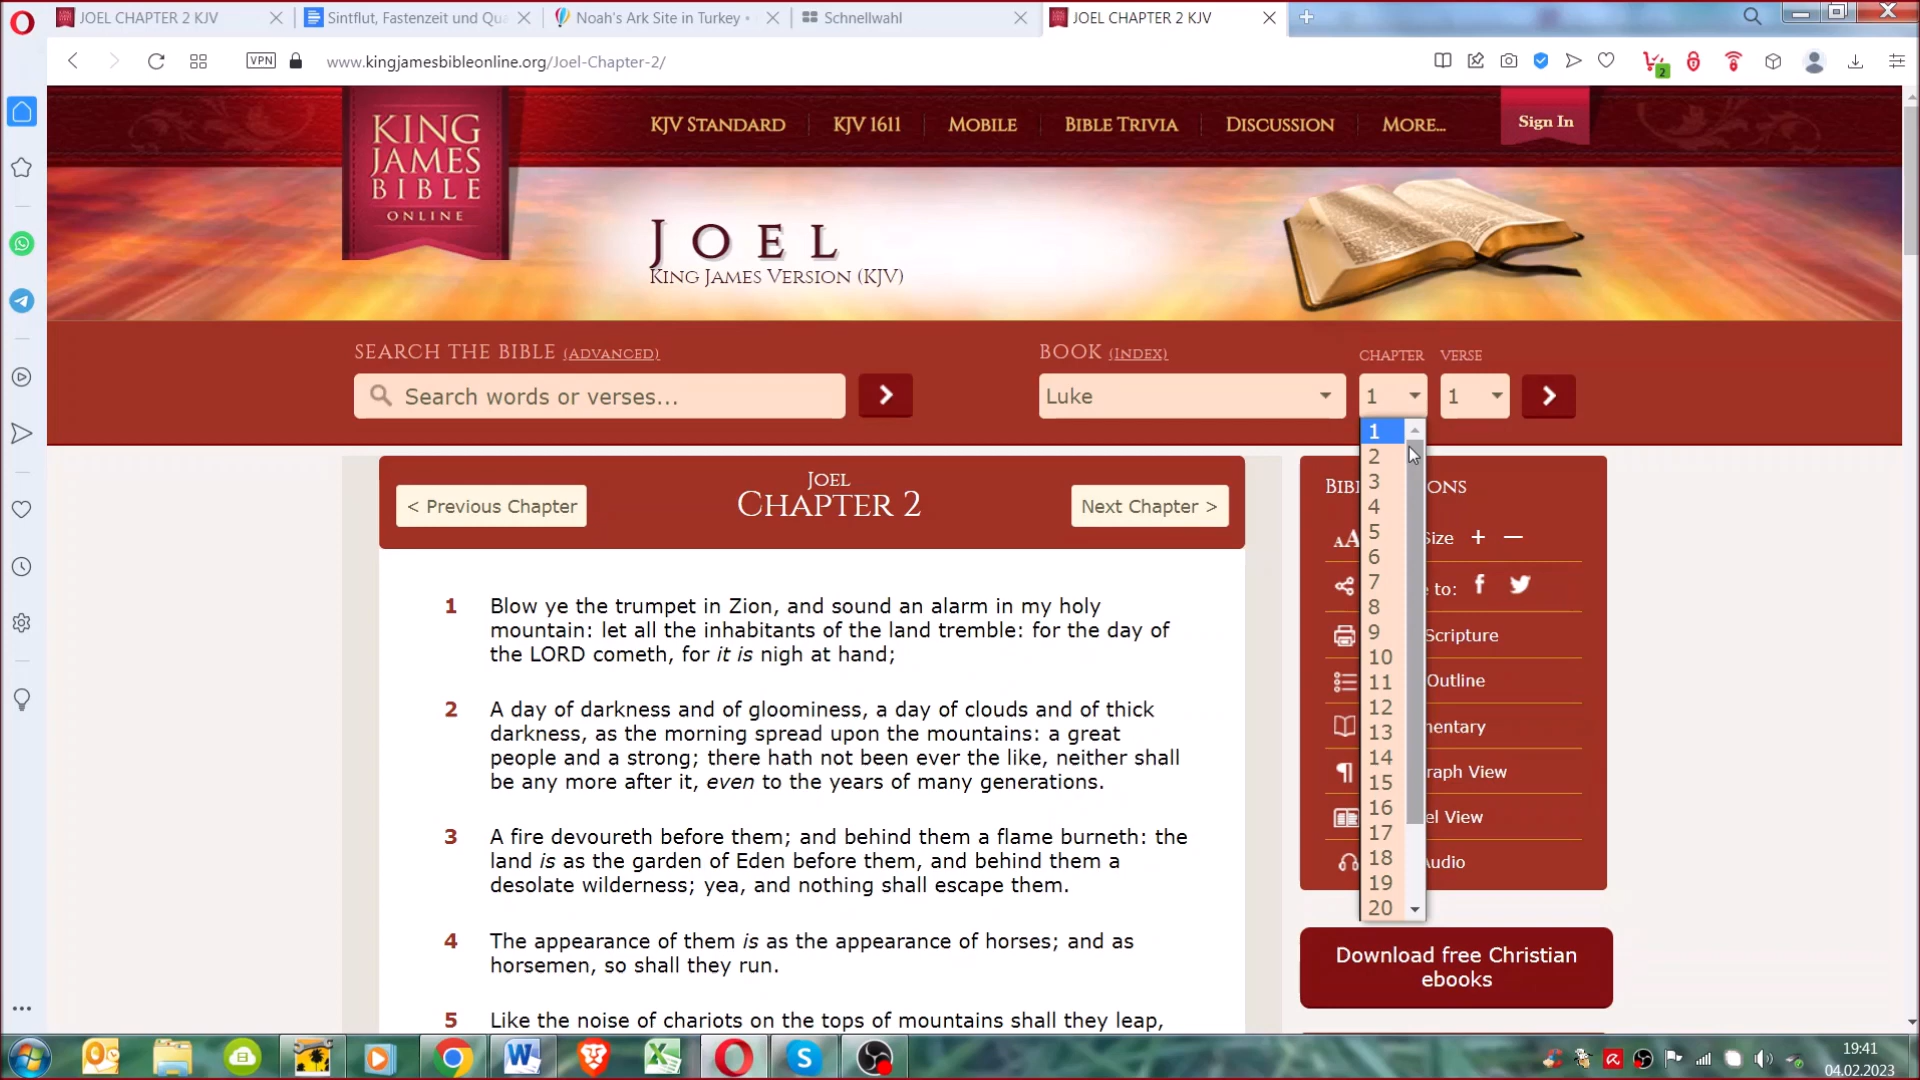 JOEL CHAPTER 2 KJV
Sintflut, Fastenzeit und Qua
Noah's Ark Site in Turkey •
Schnellwahl
JOEL CHAPTER 2 KJV
VPN
www.kingjamesbibleonline.org/Joel-Chapter-2/
2
KING
JAMES
BIBLE
ONLINE
KJV STANDARD
KJV 1611
MOBILE
BIBLE TRIVIA
DISCUSSION
MORE...
Sign In
JOEL
KING JAMES VERSION (KJV)
SEARCH THE BIBLE (ADVANCED)
BOOK (INDEX)
CHAPTER
VERSE
Search words or verses...
Luke
1
1
1
2
3
4
5
6
7
8
9
10
11
12
13
14
15
16
17
18
19
20
< Previous Chapter
JOEL
CHAPTER 2
Next Chapter >
1 Blow ye the trumpet in Zion, and sound an alarm in my holy
mountain: let all the inhabitants of the land tremble: for the day of
the LORD cometh, for it is nigh at hand;
2 A day of darkness and of gloominess, a day of clouds and of thick
darkness, as the morning spread upon the mountains: a great
people and a strong; there hath not been ever the like, neither shall
be any more after it, even to the years of many generations.
3 A fire devoureth before them; and behind them a flame burneth: the
land is as the garden of Eden before them, and behind them a
desolate wilderness; yea, and nothing shall escape them.
4 The appearance of them is as the appearance of horses; and as
horsemen, so shall they run.
5 Like the noise of chariots on the tops of mountains shall they leap,
BIB ONS
AA Size + —
to:
Scripture
Outline
mentary
raph View
el View
Audio
Download free Christian
ebooks
19:41
04.02.2023